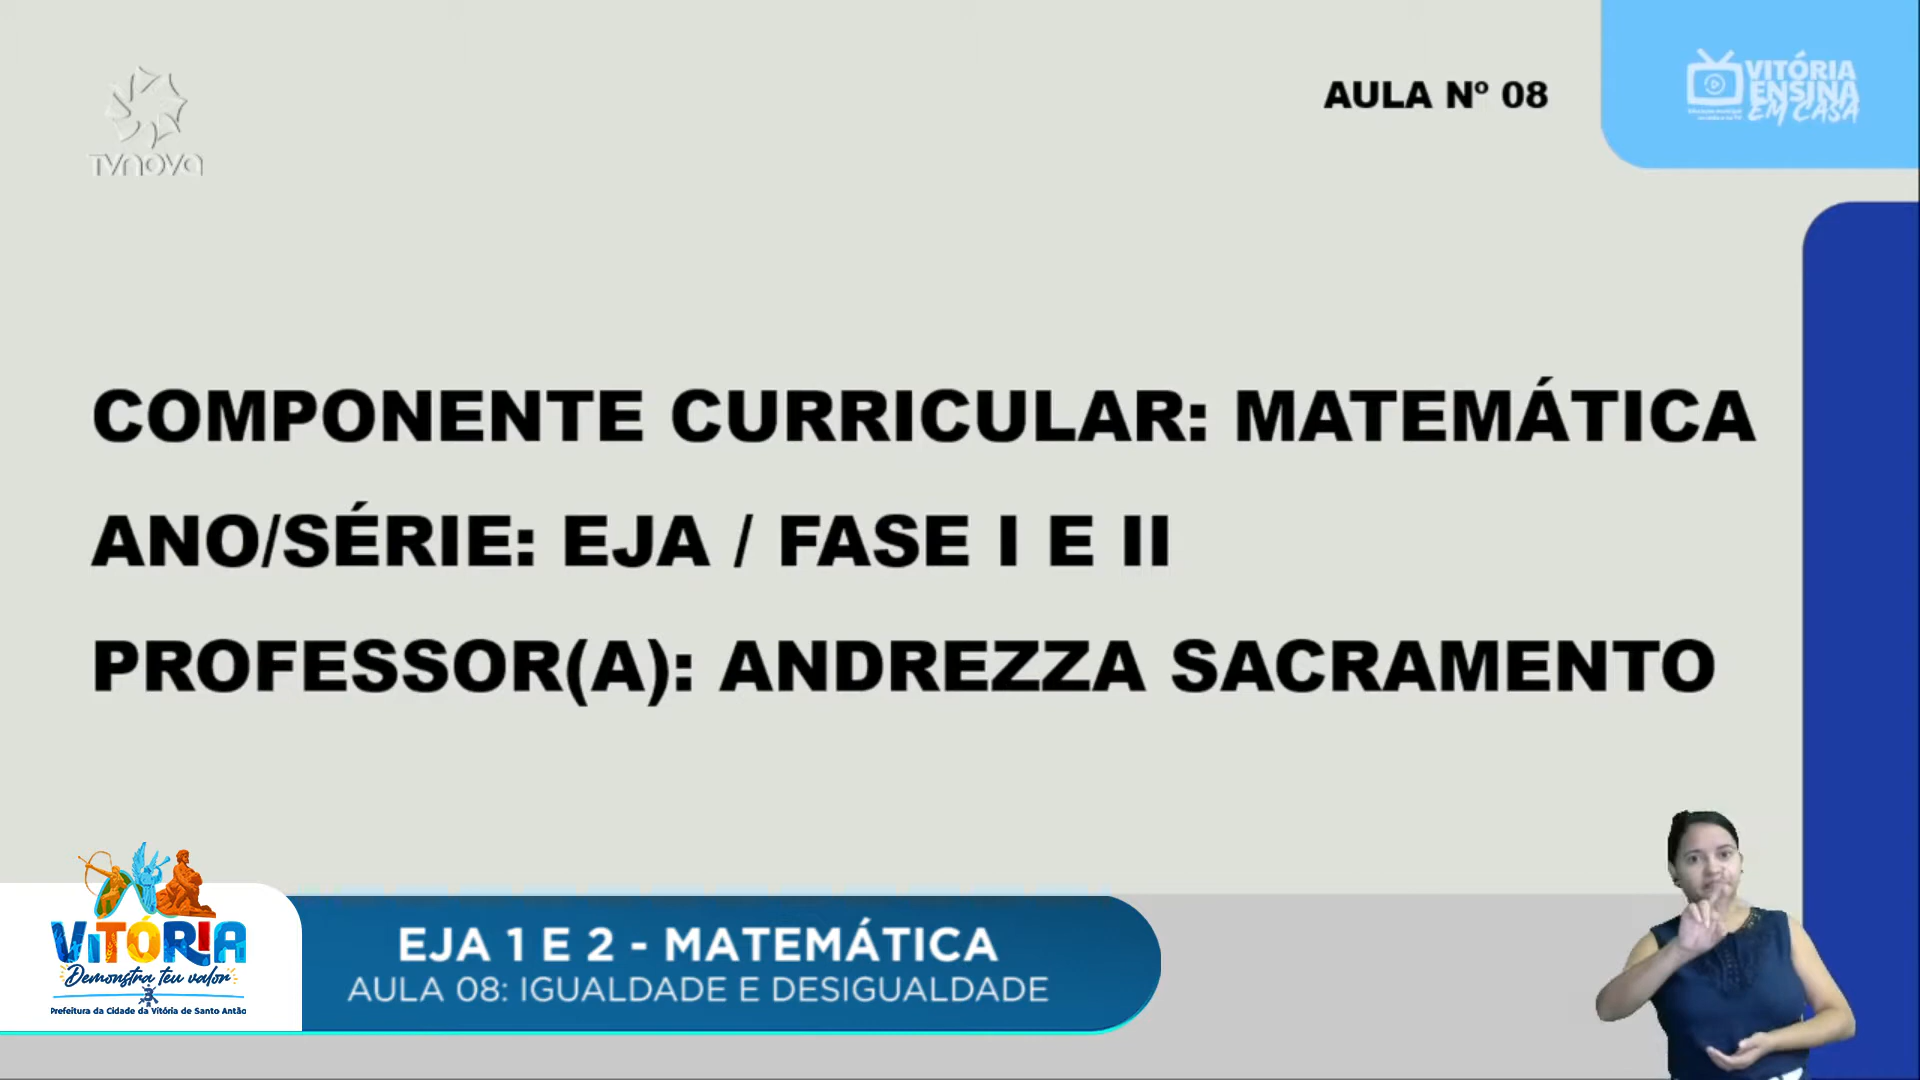 AULA Nº 08
VITÓRIA
ENSINA
EM CASA
TVNOVA
COMPONENTE CURRICULAR: MATEMÁTICA
ANO/SÉRIE: EJA / FASE I E II
PROFESSOR(A): ANDREZZA SACRAMENTO
VITÓRIA
Demonstra teu valor
Prefeitura da Cidade da Vitória de Santo Antão
EJA 1 E 2 - MATEMÁTICA
AULA 08: IGUALDADE E DESIGUALDADE